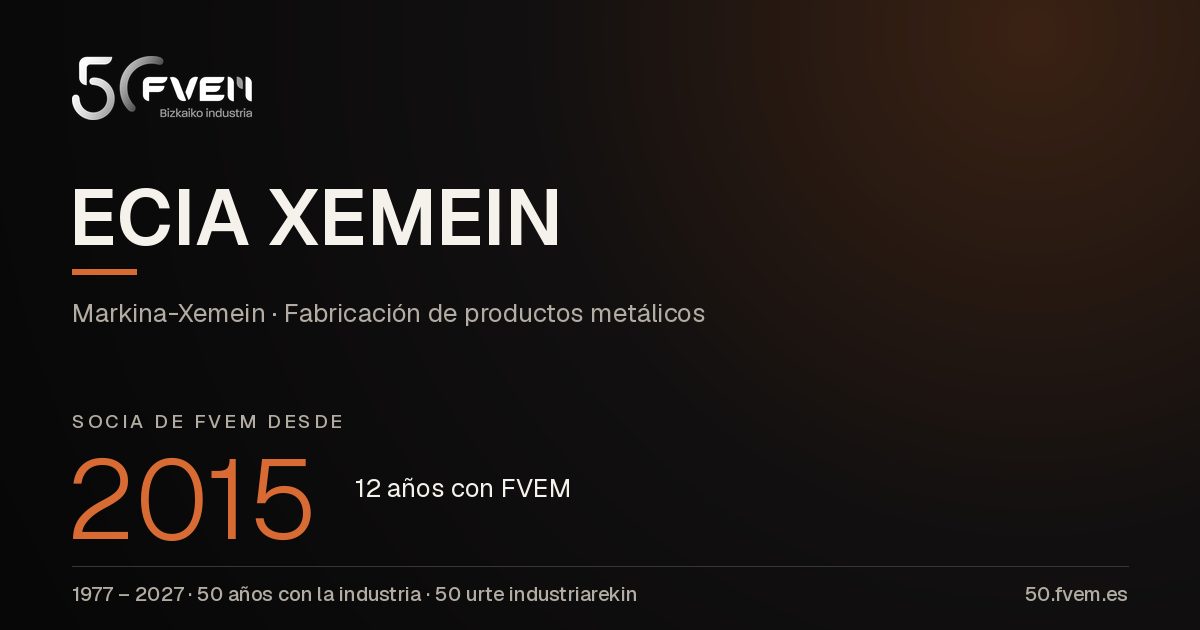 50 FVEM
Bizkaiko industria
ECIA XEMEIN
Markina-Xemein · Fabricación de productos metálicos
SOCIA DE FVEM DESDE
2015
12 años con FVEM
1977 – 2027 · 50 años con la industria · 50 urte industriarekin
50.fvem.es